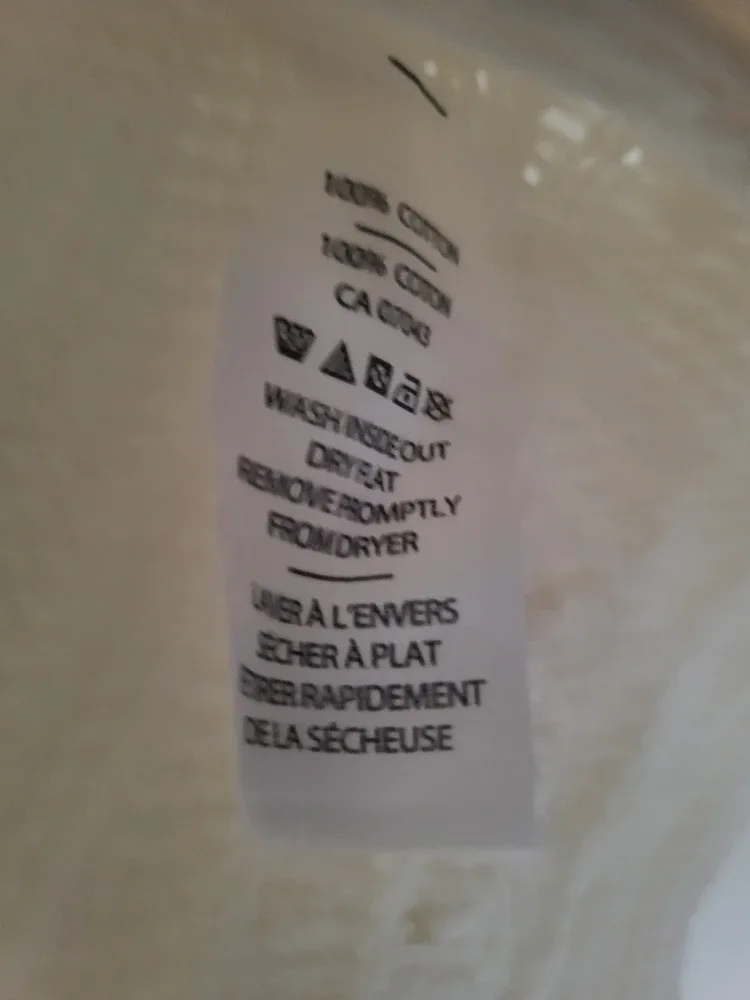 100% COTTON
100% COTON
CA 07043
WASH INSIDE OUT
DRY FLAT
REMOVE PROMPTLY
FROM DRYER
LAVER À L'ENVERS
SÉCHER À PLAT
RETIRER RAPIDEMENT
DE LA SÉCHEUSE